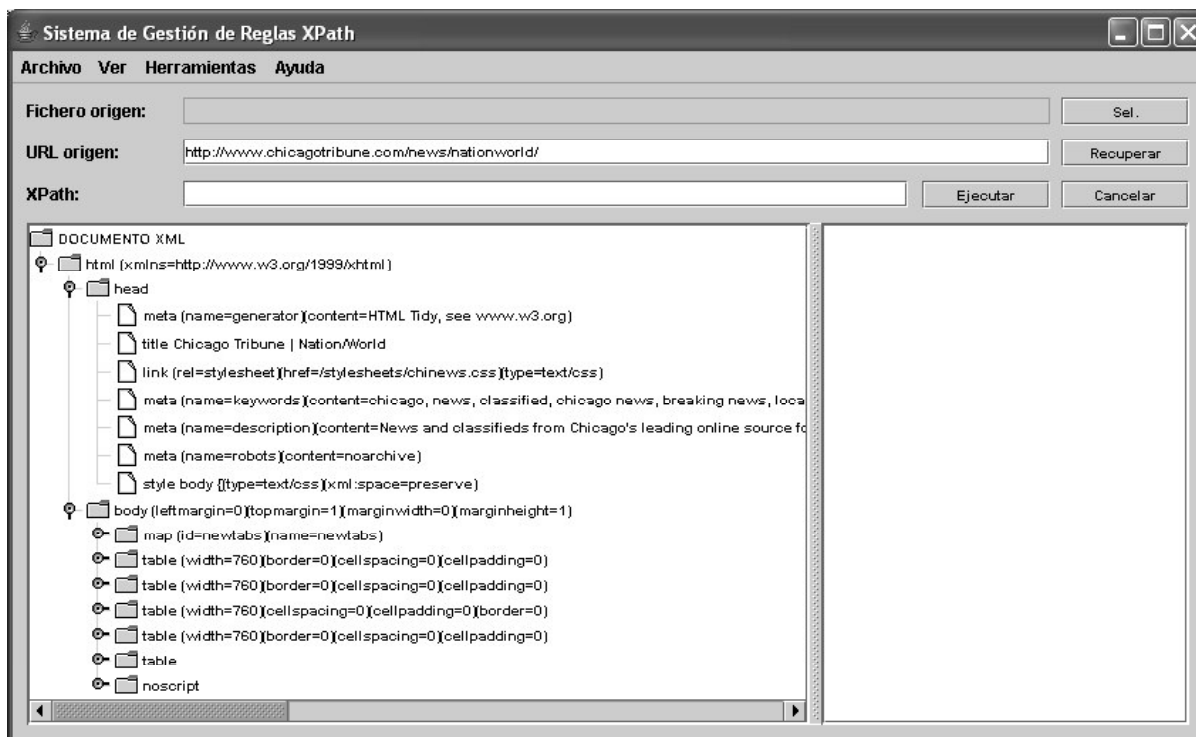 Sistema de Gestión de Reglas XPath
Archivo Ver Herramientas Ayuda
Fichero origen: Sel.
URL origen: http://www.chicagotribune.com/news/nationworld/ Recuperar
XPath: Ejecutar Cancelar
DOCUMENTO XML
html (xmlns=http://www.w3.org/1999/xhtml)
head
meta (name=generator)(content=HTML Tidy, see www.w3.org)
title Chicago Tribune | Nation/World
link (rel=stylesheet)(href=/stylesheets/chinews.css)(type=text/css)
meta (name=keywords)(content=chicago, news, classified, chicago news, breaking news, loca
meta (name=description)(content=News and classifieds from Chicago's leading online source fo
meta (name=robots)(content=noarchive)
style body {(type=text/css)(xml:space=preserve)
body (leftmargin=0)(topmargin=1)(marginwidth=0)(marginheight=1)
map (id=newtabs)(name=newtabs)
table (width=760)(border=0)(cellspacing=0)(cellpadding=0)
table (width=760)(border=0)(cellspacing=0)(cellpadding=0)
table (width=760)(cellspacing=0)(cellpadding=0)(border=0)
table (width=760)(border=0)(cellspacing=0)(cellpadding=0)
table
noscript